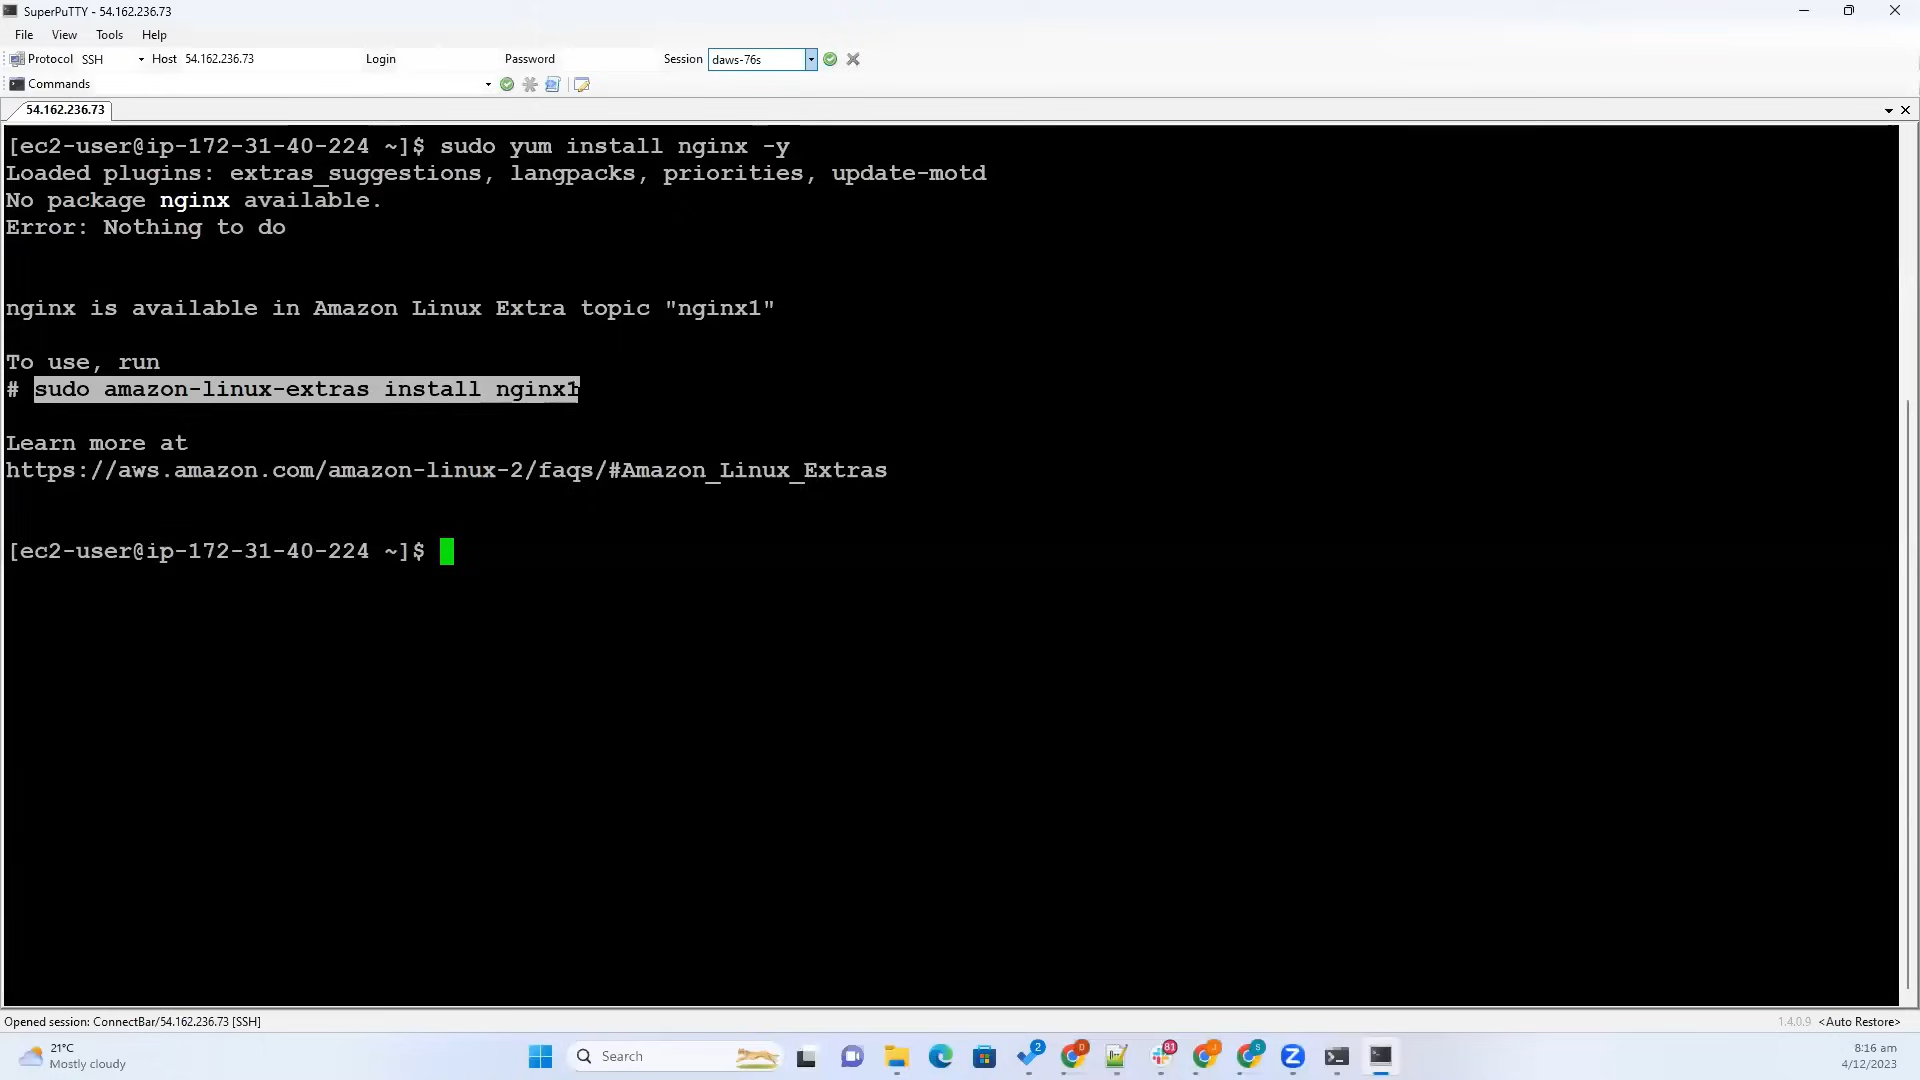 SuperPuTTY - 54.162.236.73
File View Tools Help
Protocol SSH Host 54.162.236.73 Login Password Session daws-76s
Commands
54.162.236.73
[ec2-user@ip-172-31-40-224 ~]$ sudo yum install nginx -y
Loaded plugins: extras_suggestions, langpacks, priorities, update-motd
No package nginx available.
Error: Nothing to do
nginx is available in Amazon Linux Extra topic "nginx1"
To use, run
# sudo amazon-linux-extras install nginx1
Learn more at
https://aws.amazon.com/amazon-linux-2/faqs/#Amazon_Linux_Extras
[ec2-user@ip-172-31-40-224 ~]$
Opened session: ConnectBar/54.162.236.73 [SSH] 1.4.0.9 <Auto Restore>
21°C
Mostly cloudy
Search
2
D
81
J
S
8:16 am
4/12/2023